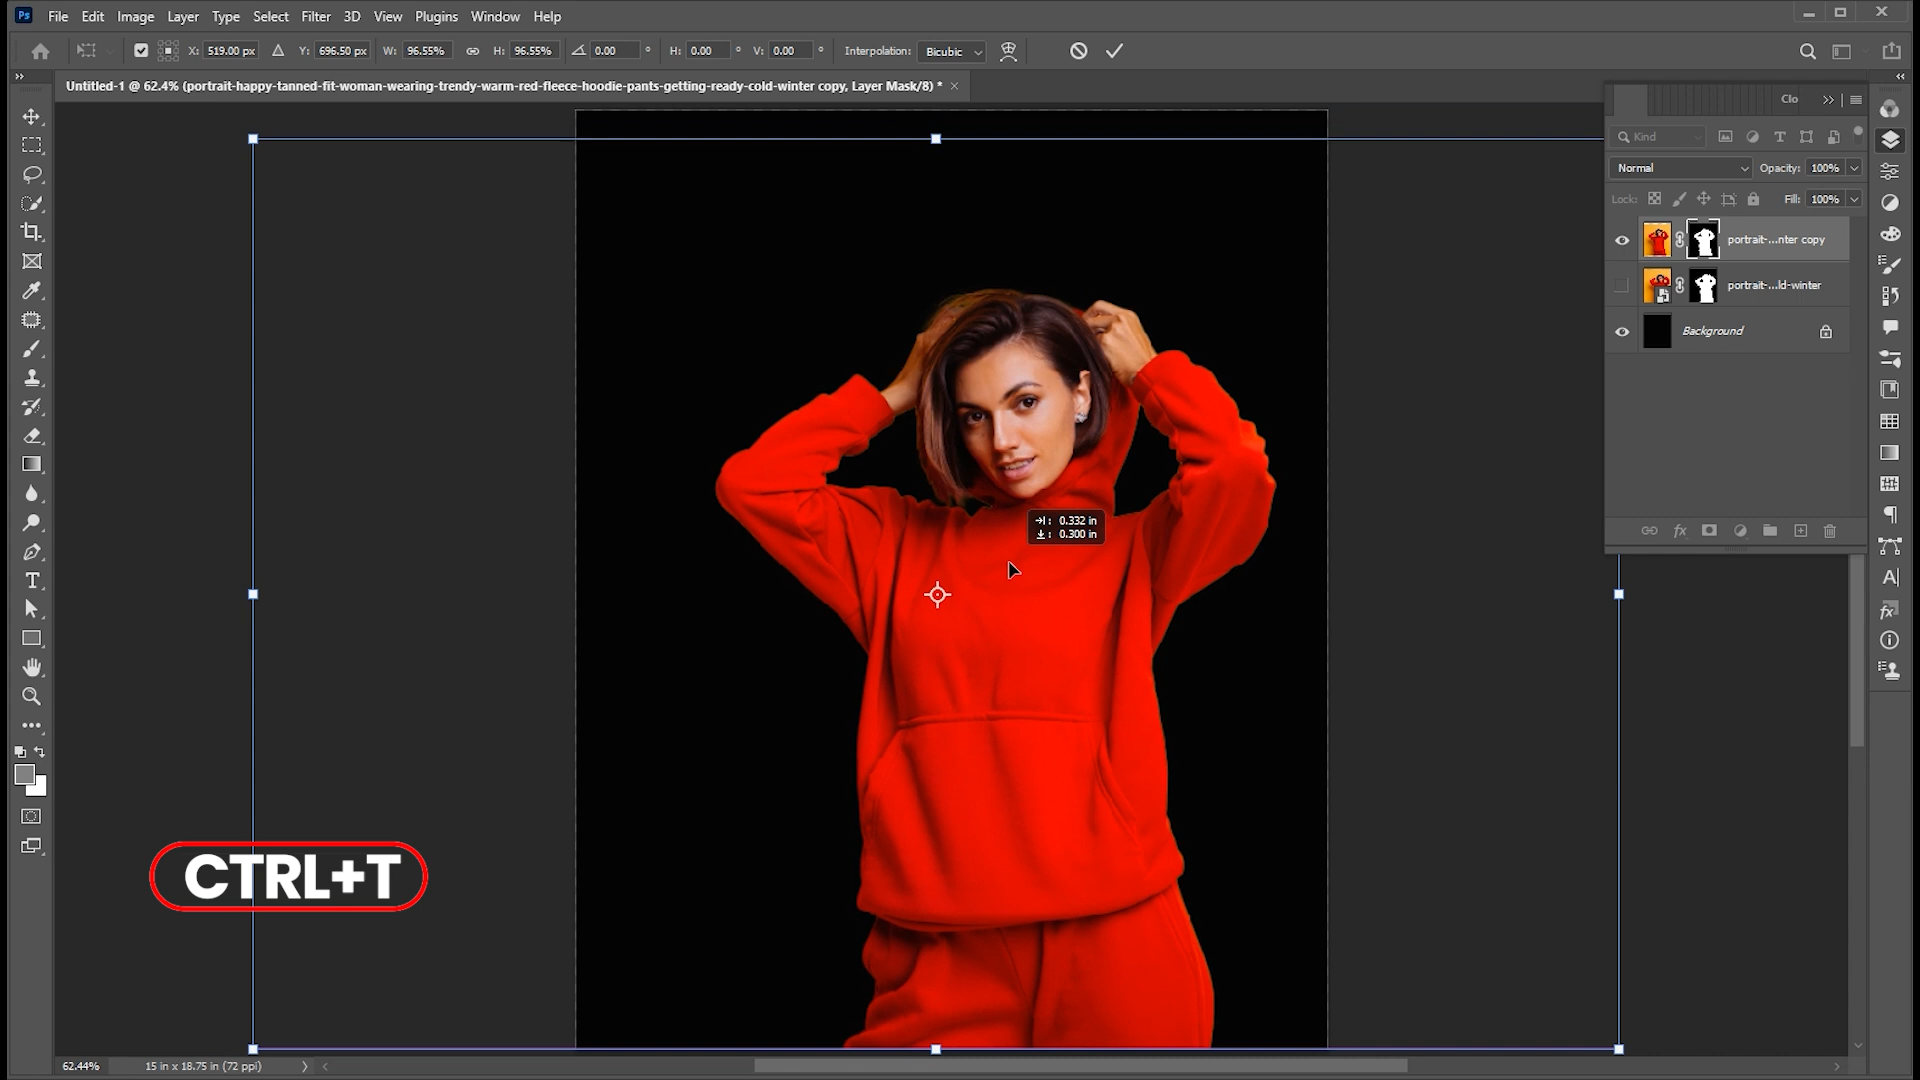 Ps File Edit Image Layer Type Select Filter 3D View Plugins Window Help
X: 519.00 px Y: 696.50 px W: 96.55% H: 96.55% 0.00 ° H: 0.00 ° V: 0.00 ° Interpolation: Bicubic
Untitled-1 @ 62.4% (portrait-happy-tanned-fit-woman-wearing-trendy-warm-red-fleece-hoodie-pants-getting-ready-cold-winter copy, Layer Mask/8) *
Clo
Kind
Normal Opacity: 100%
Lock: Fill: 100%
portrait-...nter copy
portrait-...ld-winter
Background
0.332 in
0.300 in
CTRL+T
62.44% 15 in x 18.75 in (72 ppi)